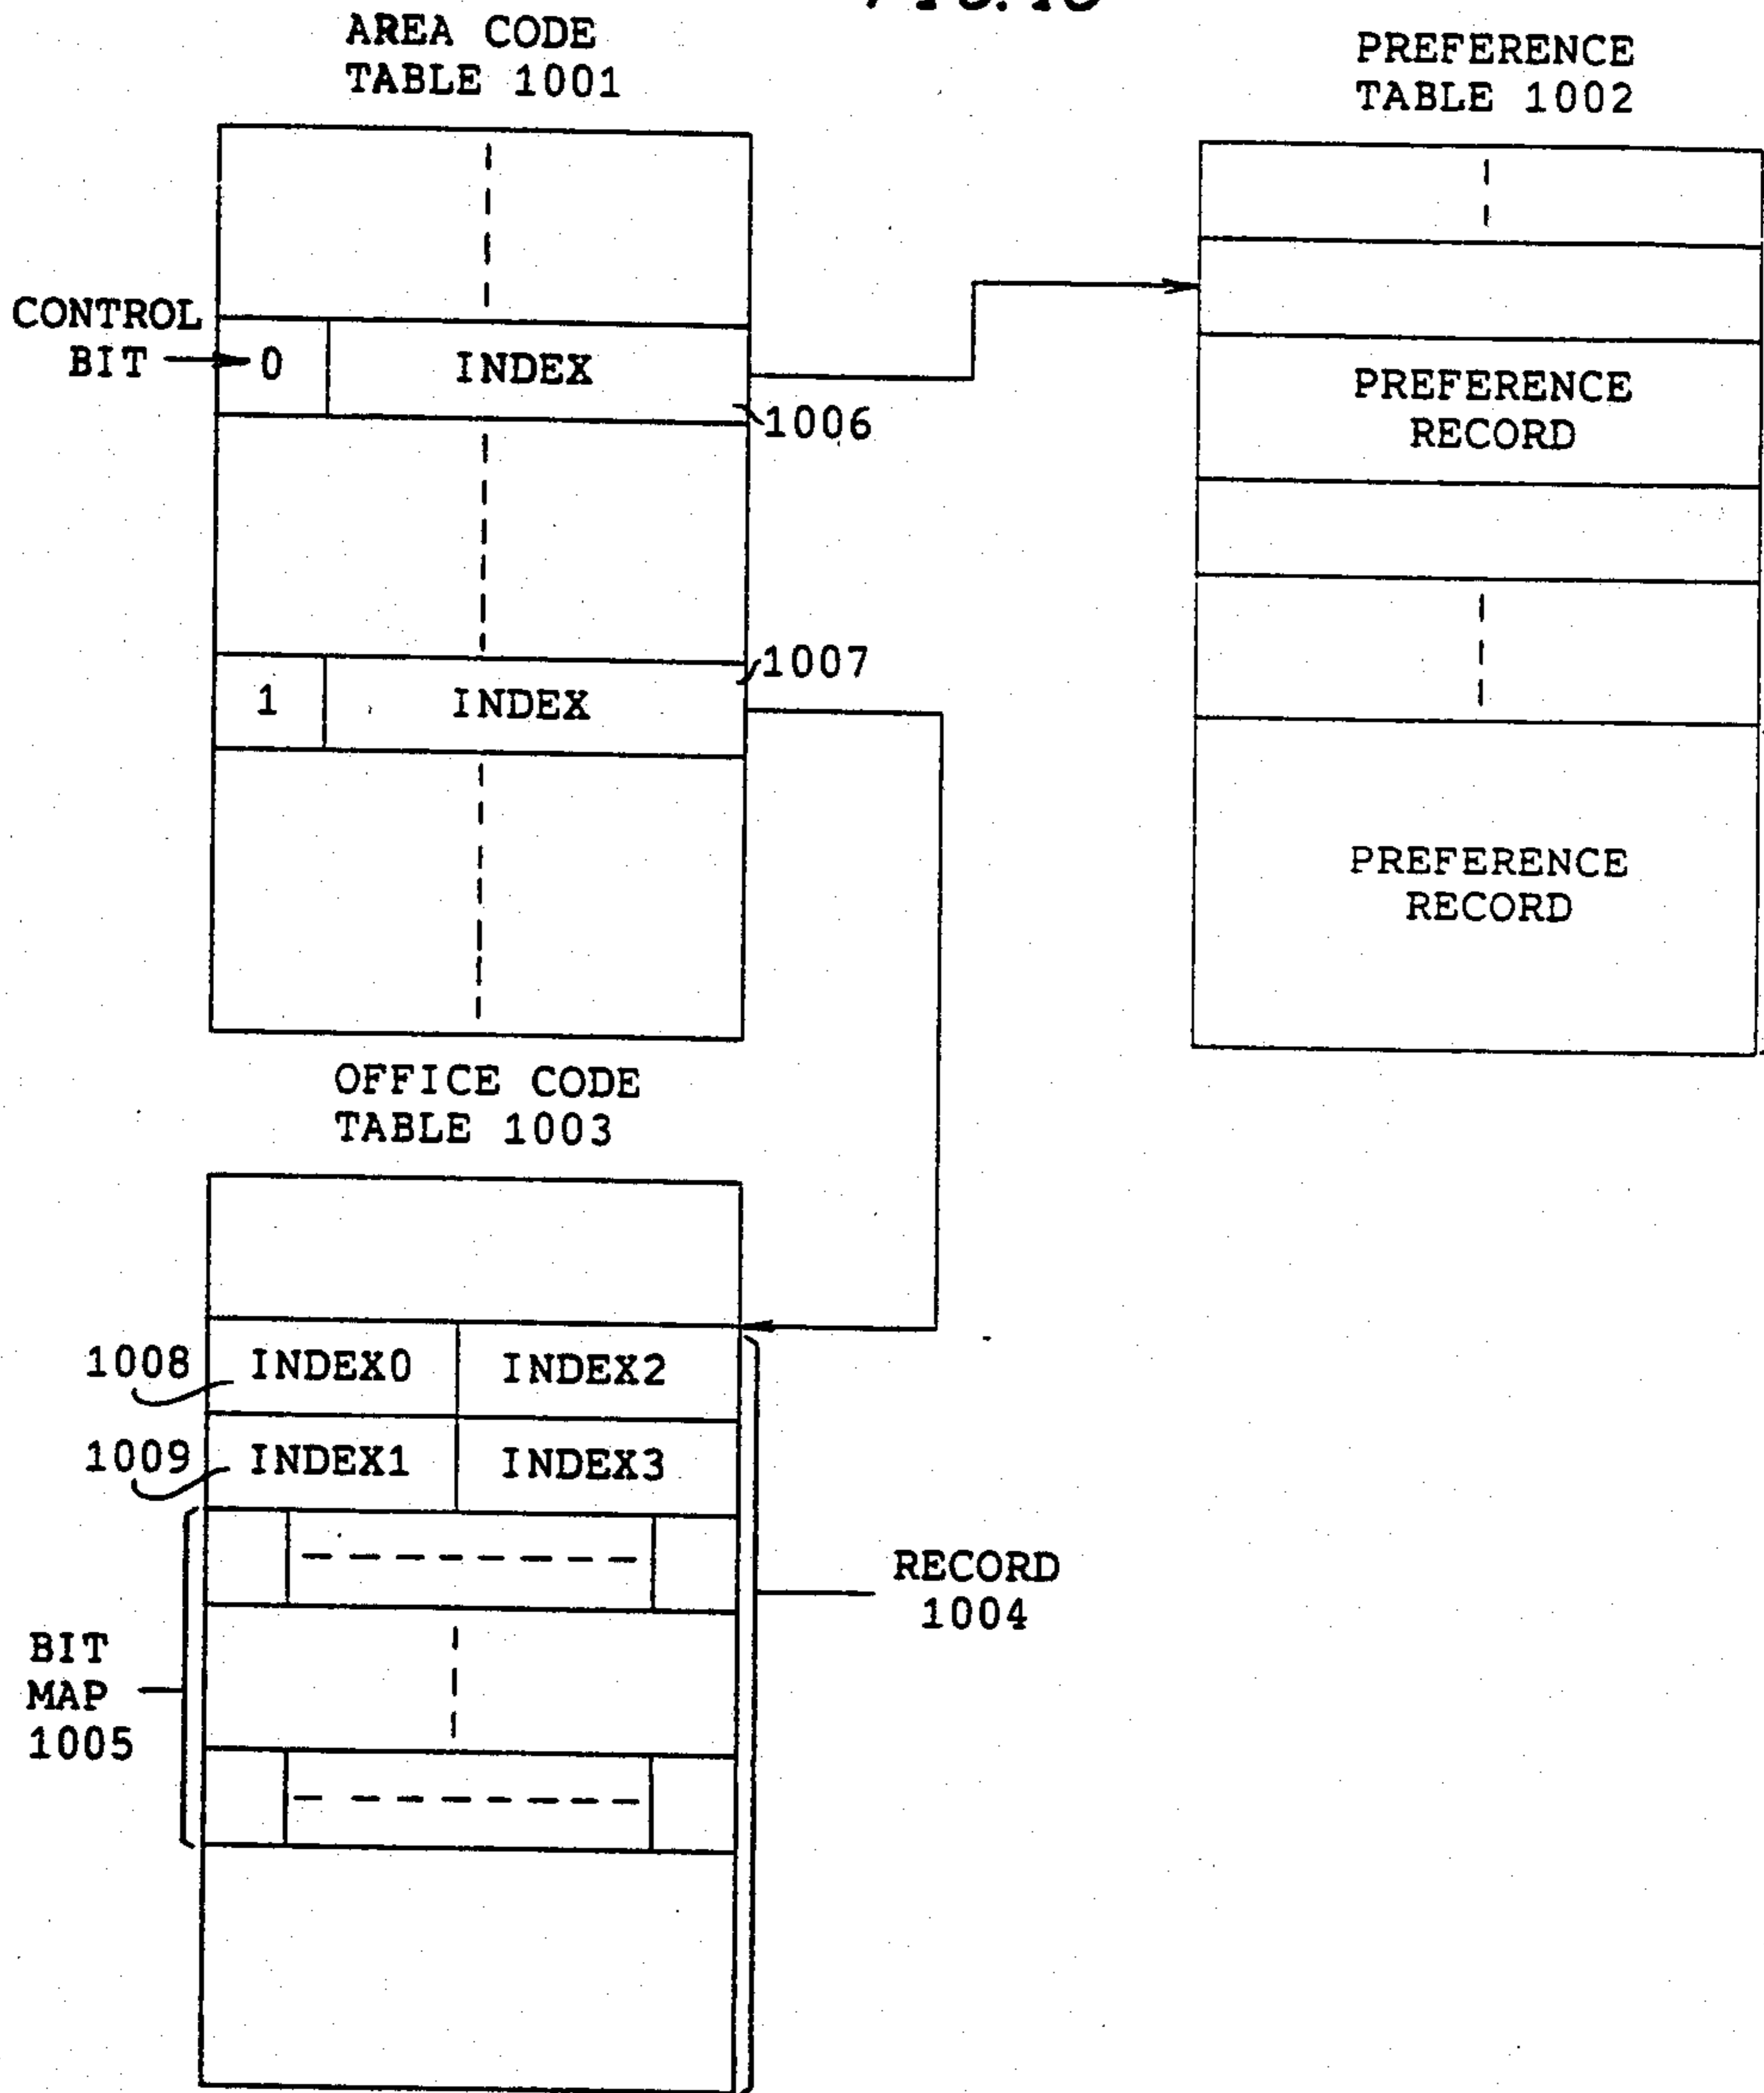 AREA CODE
TABLE 1001
PREFERENCE
TABLE 1002
CONTROL
BIT
0
INDEX
1006
PREFERENCE
RECORD
1007
1
INDEX
PREFERENCE
RECORD
OFFICE CODE
TABLE 1003
1008
INDEX0
INDEX2
1009
INDEX1
INDEX3
RECORD
1004
BIT
MAP
1005